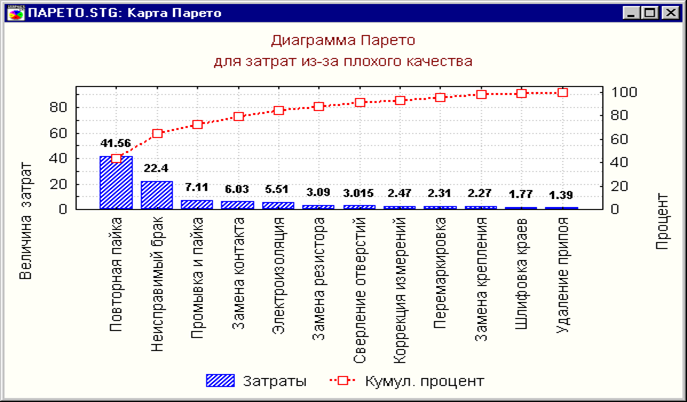 ПАРЕТО.STG: Карта Парето
Диаграмма Парето
для затрат из-за плохого качества
Величина затрат
80
60
40
20
0
100
80
60
40
20
0
Процент
41.56
22.4
7.11
6.03
5.51
3.09
3.015
2.47
2.31
2.27
1.77
1.39
Повторная пайка
Неисправимый брак
Промывка и пайка
Замена контакта
Электроизоляция
Замена резистора
Сверление отверстий
Коррекция измерений
Перемаркировка
Замена крепления
Шлифовка краев
Удаление припоя
Затраты
Кумул. процент